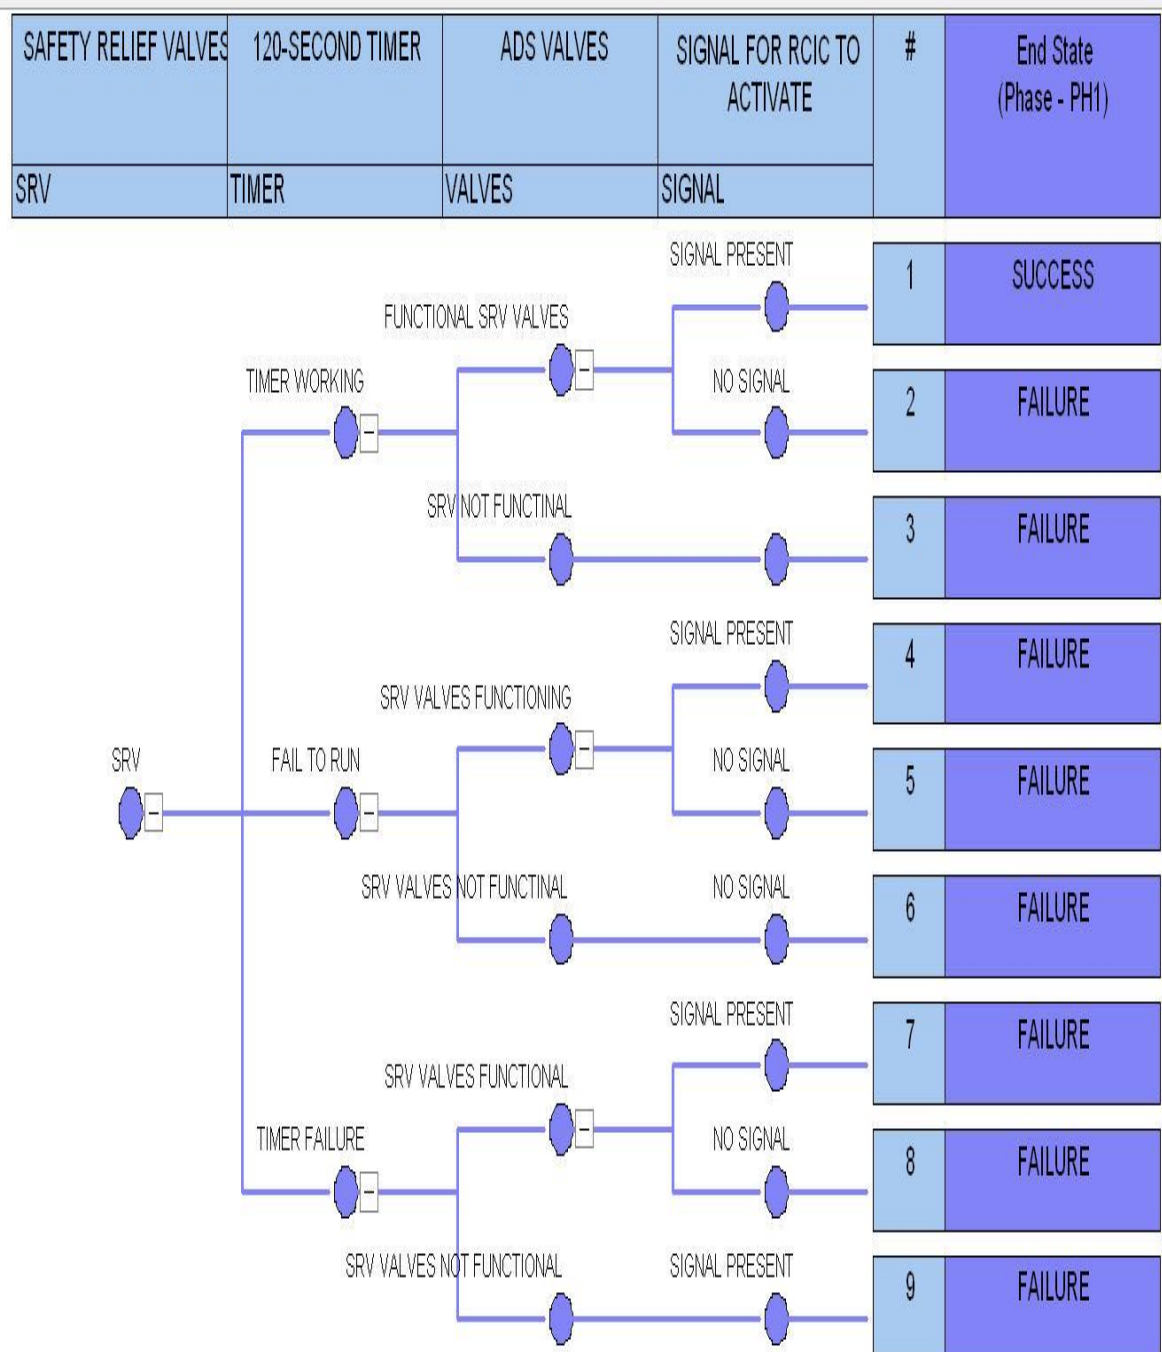 SAFETY RELIEF VALVES
120-SECOND TIMER
ADS VALVES
SIGNAL FOR RCIC TO
ACTIVATE
#
End State
(Phase - PH1)
SRV
TIMER
VALVES
SIGNAL
SIGNAL PRESENT
1
SUCCESS
FUNCTIONAL SRV VALVES
TIMER WORKING
NO SIGNAL
2
FAILURE
SRV NOT FUNCTINAL
3
FAILURE
SIGNAL PRESENT
4
FAILURE
SRV VALVES FUNCTIONING
SRV
FAIL TO RUN
NO SIGNAL
5
FAILURE
SRV VALVES NOT FUNCTINAL
NO SIGNAL
6
FAILURE
SIGNAL PRESENT
7
FAILURE
SRV VALVES FUNCTIONAL
TIMER FAILURE
NO SIGNAL
8
FAILURE
SRV VALVES NOT FUNCTIONAL
SIGNAL PRESENT
9
FAILURE